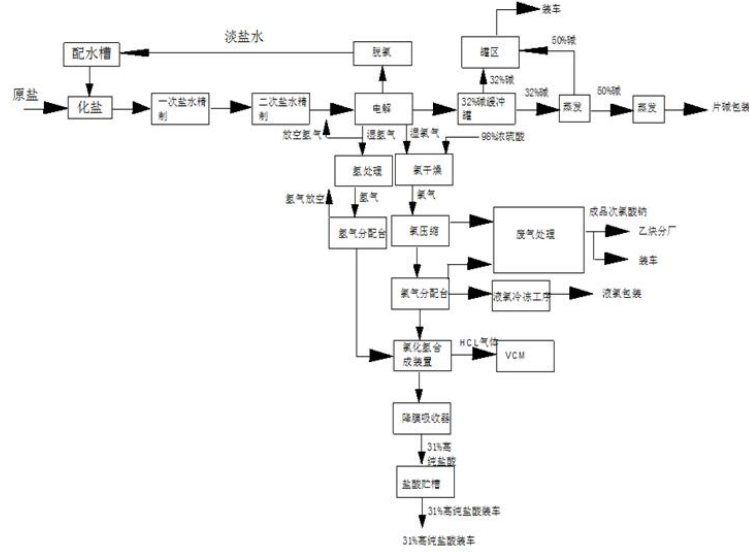 装车
淡盐水
罐区
50%碱
配水槽
脱氯
32%碱
原盐
化盐
一次盐水精
制
二次盐水精
制
电解
32%碱缓冲
罐
32%碱
蒸发
50%碱
蒸发
片碱包装
放空氢气
湿氢气
湿氯气
98%浓硫酸
氢处理
氯干燥
氢气放空
氢气
氯气
氢气分配台
氯压缩
废气处理
成品次氯酸钠
乙炔分厂
装车
氯气分配台
液氯冷冻工序
液氯包装
氯化氢合
成装置
HCL气体
VCM
降膜吸收器
31%高
纯盐酸
盐酸贮槽
31%高纯盐酸装车
31%高纯盐酸装车